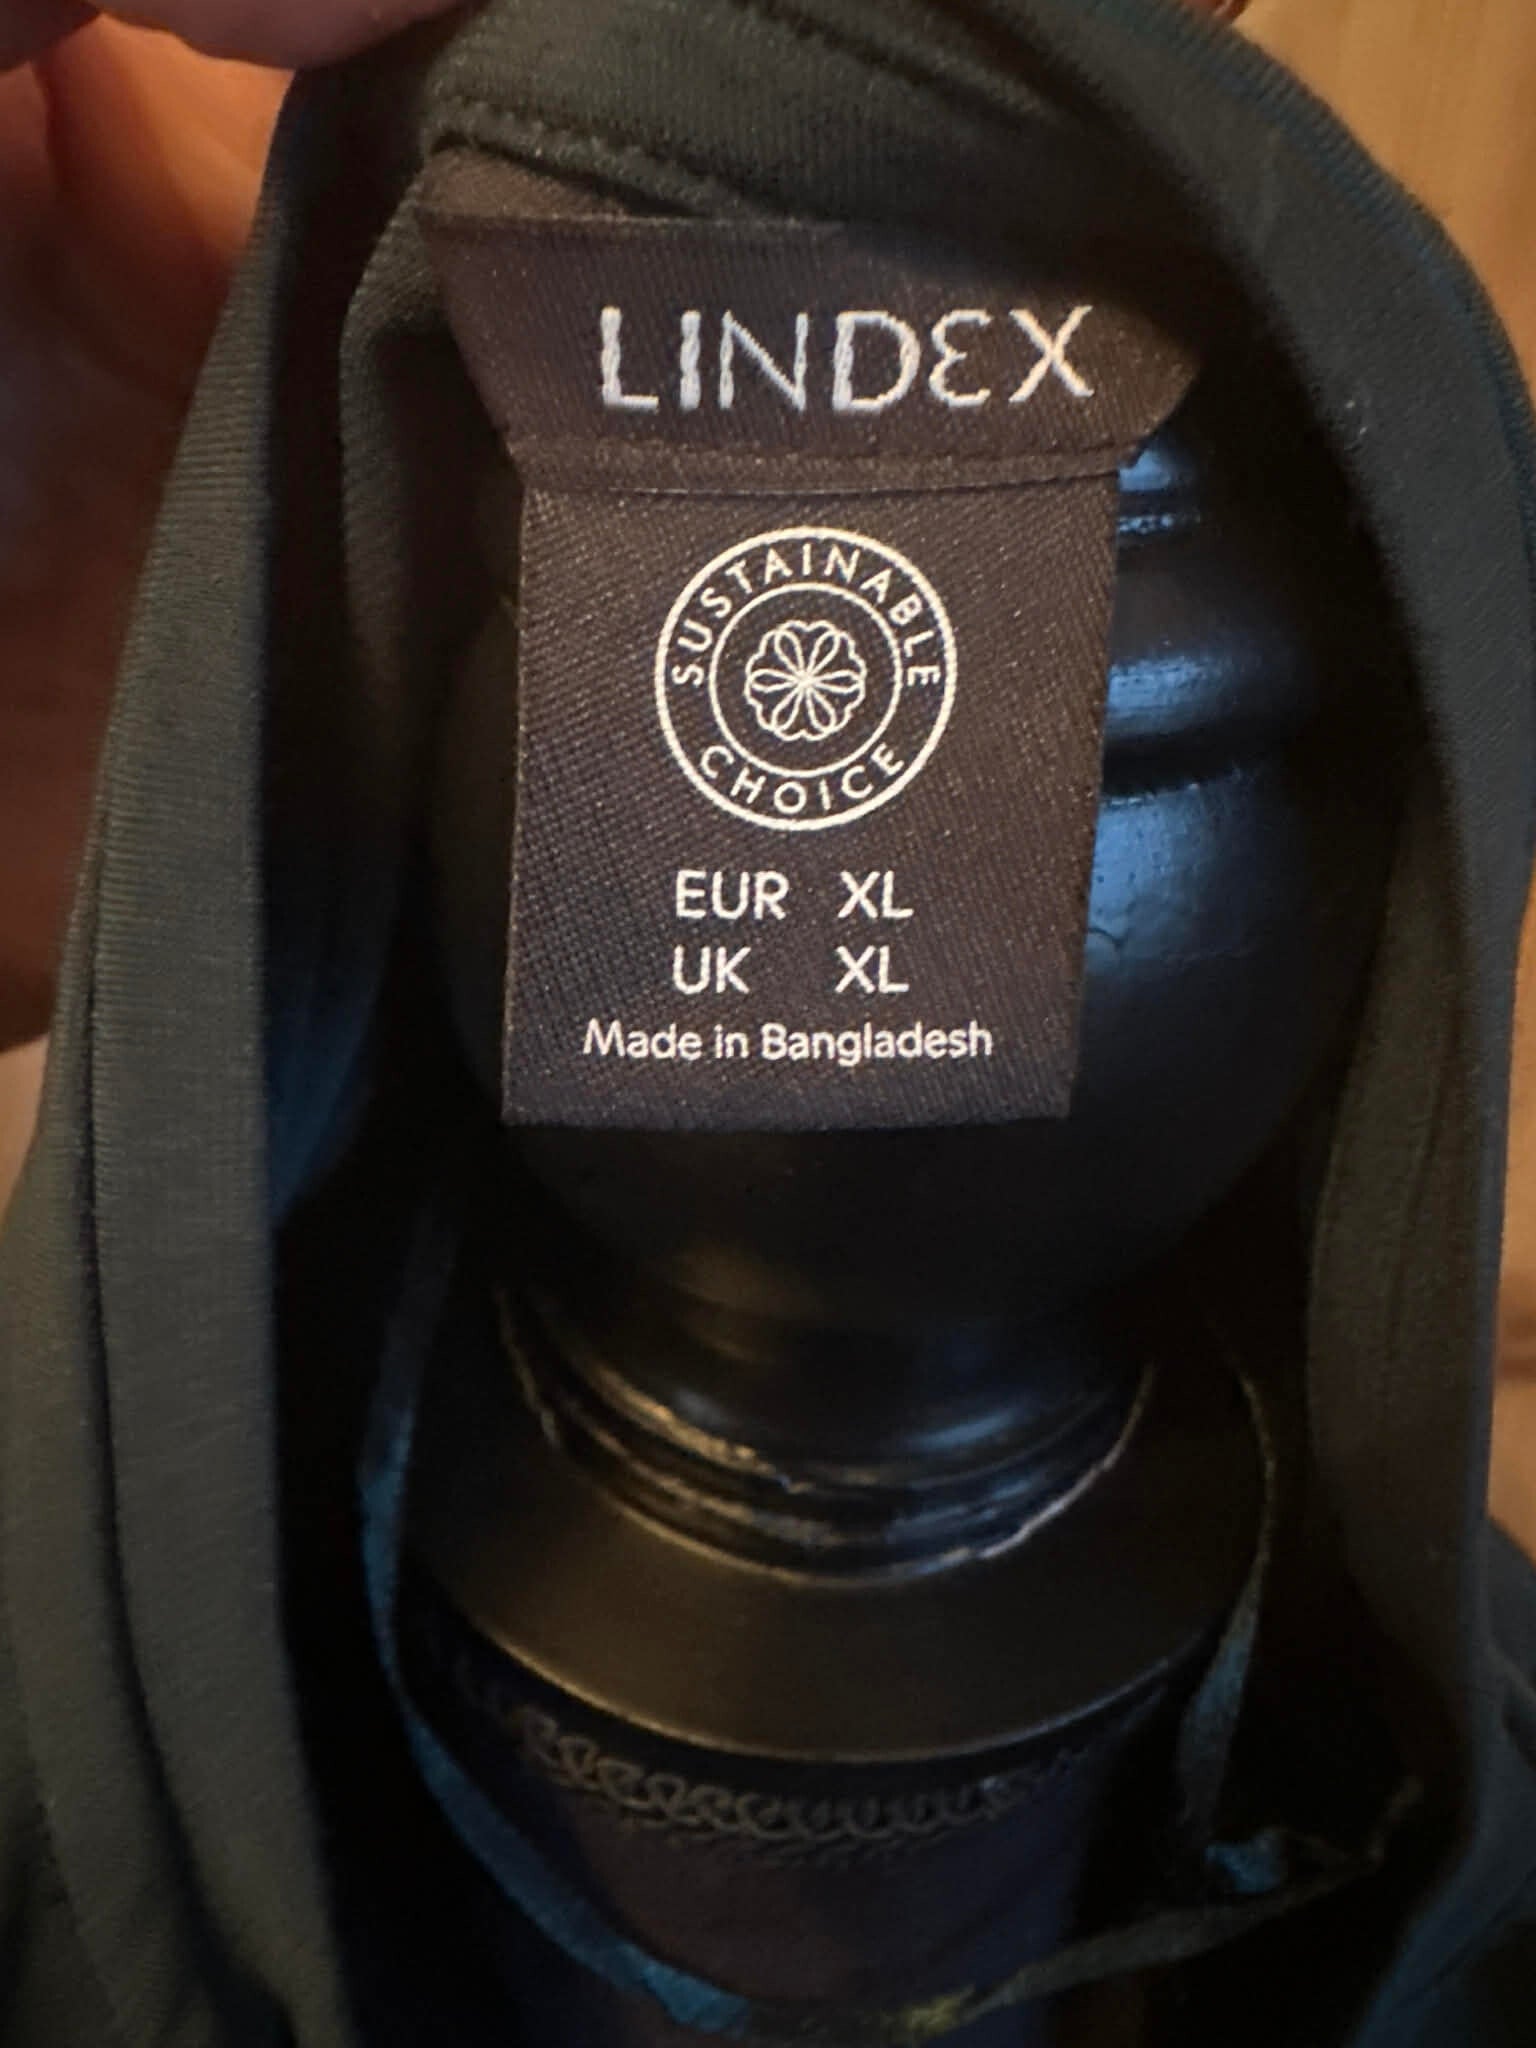 LINDEX
SUSTAINABLE
CHOICE
EUR XL
UK XL
Made in Bangladesh